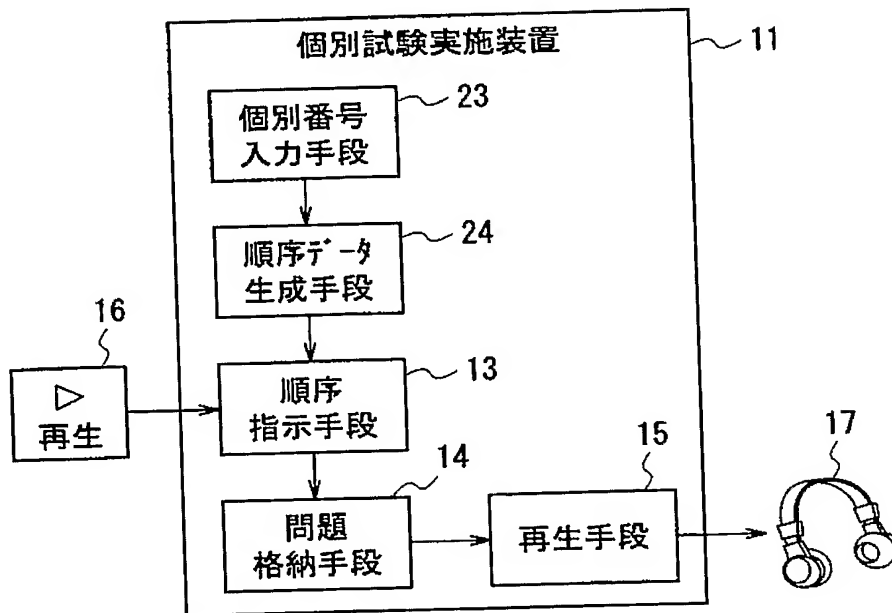 個別試験実施装置
11
個別番号
入力手段
23
順序データ
生成手段
24
16
▷
再生
順序
指示手段
13
問題
格納手段
14
再生手段
15
17